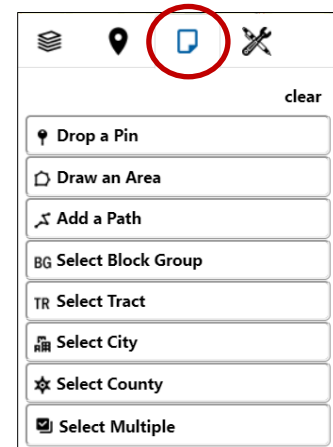 clear
Drop a Pin
Draw an Area
Add a Path
BG Select Block Group
TR Select Tract
Select City
Select County
Select Multiple